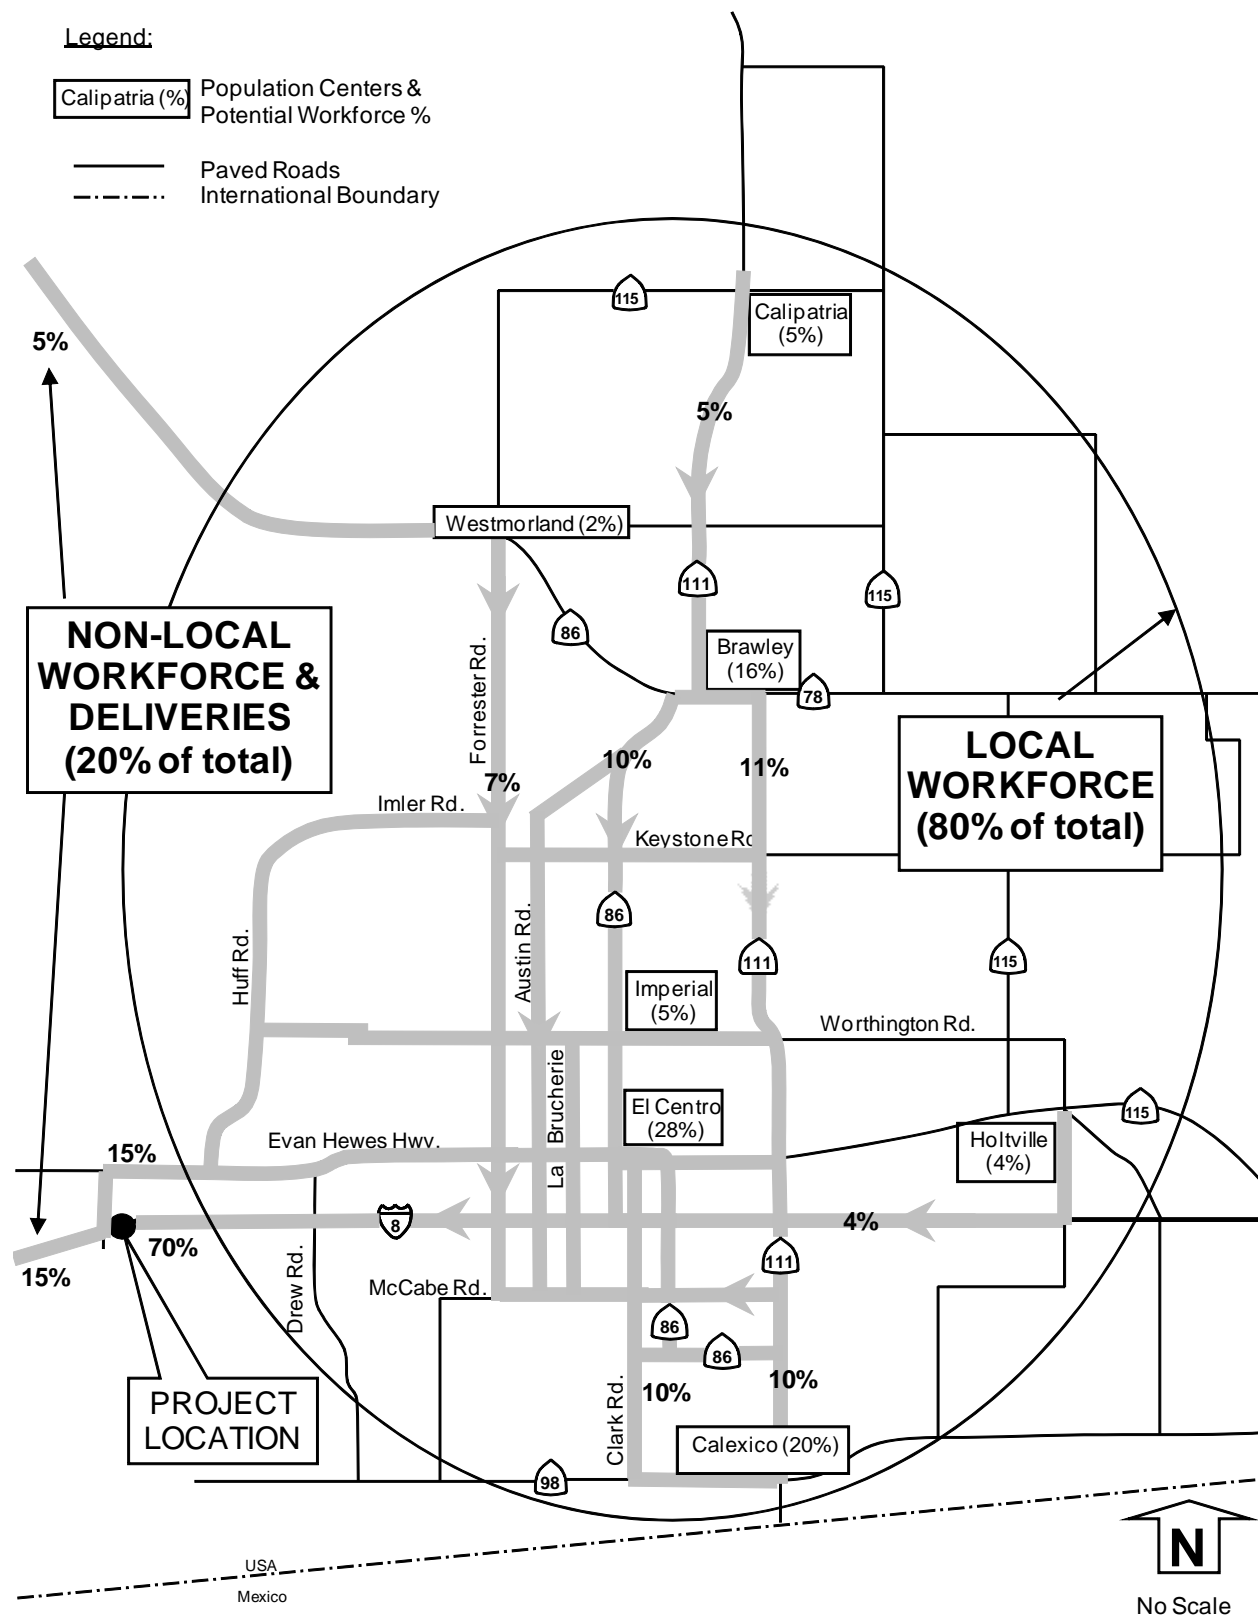 Legend:
Calipatria (%)
Population Centers &
Potential Workforce %
Paved Roads
International Boundary
115
Calipatria
(5%)
5%
5%
Westmorland (2%)
111
115
86
Brawley
(16%)
78
NON-LOCAL
WORKFORCE &
DELIVERIES
(20% of total)
Forrester Rd.
LOCAL
WORKFORCE
(80% of total)
10%
11%
7%
Imler Rd.
Keystone Rd
86
Austin Rd.
Huff Rd.
111
115
Imperial
(5%)
Worthington Rd.
La Brucherie
El Centro
(28%)
115
Holtville
(4%)
Evan Hewes Hwy.
15%
8
4%
70%
15%
111
McCabe Rd.
Drew Rd.
86
86
10%
10%
Clark Rd.
PROJECT
LOCATION
Calexico (20%)
98
USA
Mexico
N
No Scale